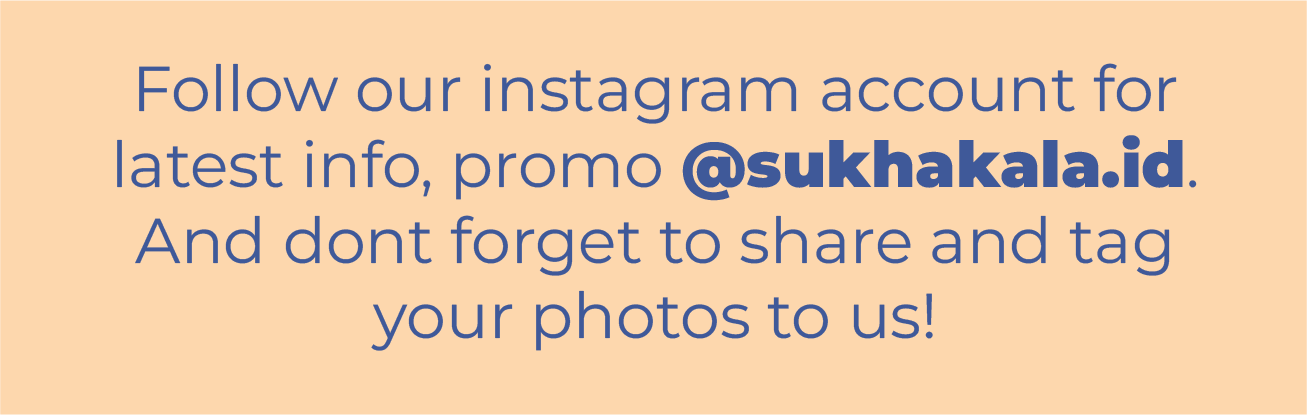 Follow our instagram account for
latest info, promo @sukhakala.id.
And dont forget to share and tag
your photos to us!